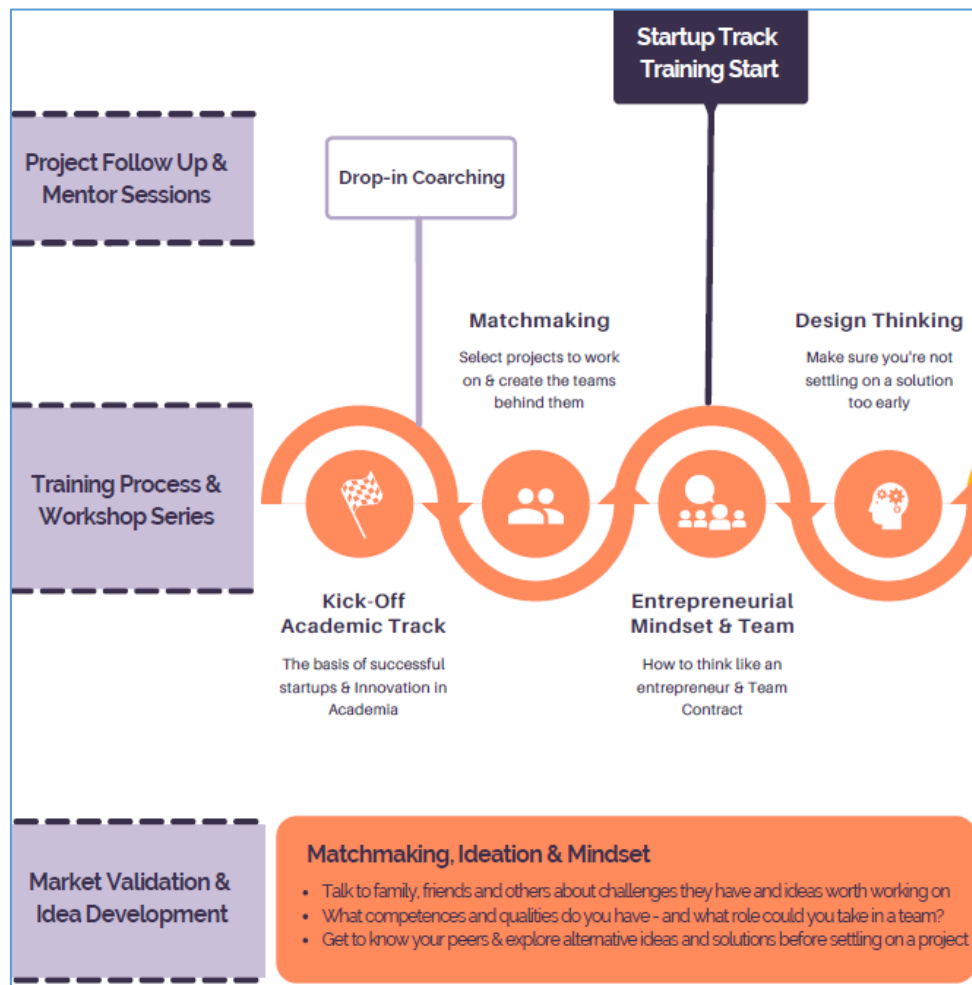 Startup Track
Training Start
Project Follow Up &
Mentor Sessions
Drop-in Coarching
Matchmaking
Select projects to work
on & create the teams
behind them
Design Thinking
Make sure you're not
settling on a solution
too early
Training Process &
Workshop Series
Kick-Off
Academic Track
The basis of successful
startups & Innovation in
Academia
Entrepreneurial
Mindset & Team
How to think like an
entrepreneur & Team
Contract
Market Validation &
Idea Development
Matchmaking, Ideation & Mindset
• Talk to family, friends and others about challenges they have and ideas worth working on
• What competences and qualities do you have - and what role could you take in a team?
• Get to know your peers & explore alternative ideas and solutions before settling on a project